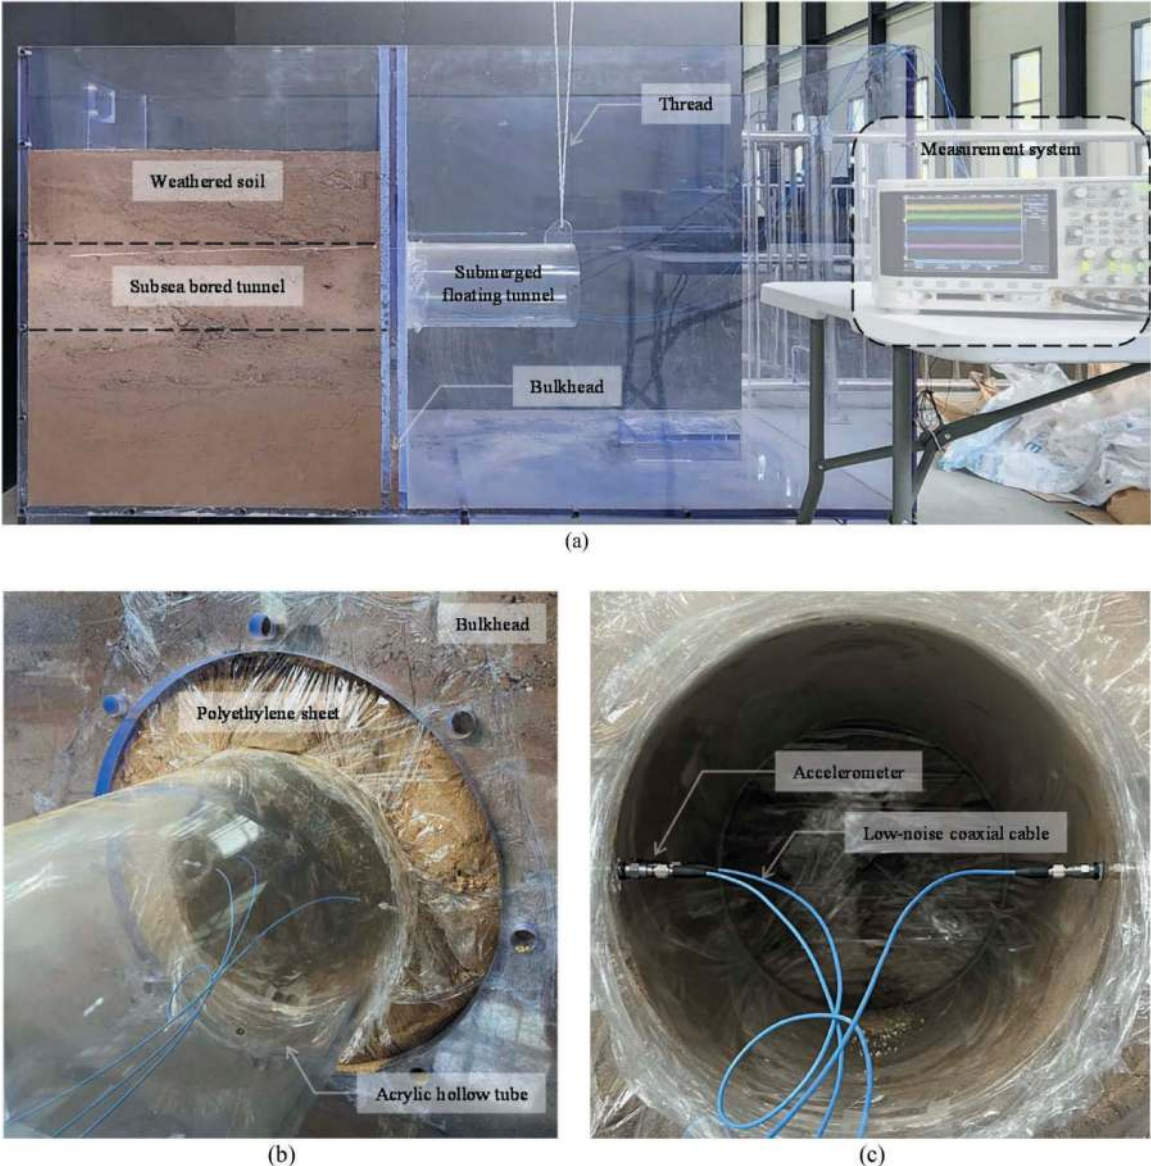 Thread
Measurement system
Weathered soil
Subsea bored tunnel
Submerged
floating tunnel
Bulkhead
(a)
Bulkhead
Polyethylene sheet
Acrylic hollow tube
(b)
Accelerometer
Low-noise coaxial cable
(c)